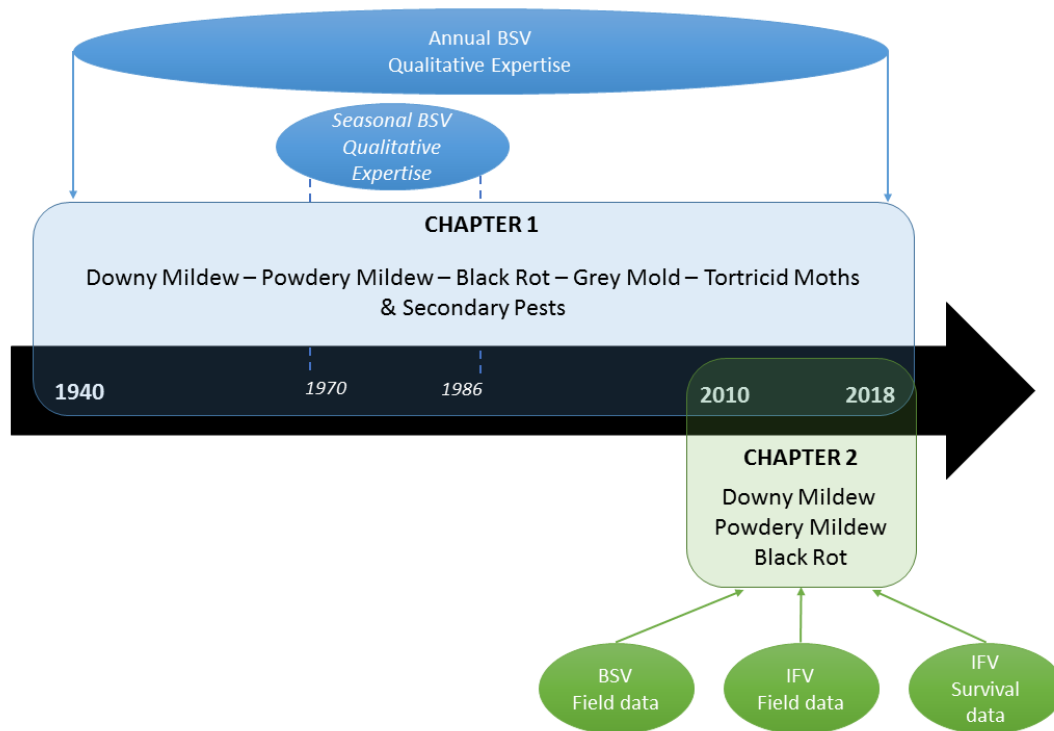 Annual BSV
Qualitative Expertise
Seasonal BSV
Qualitative
Expertise
CHAPTER 1
Downy Mildew – Powdery Mildew – Black Rot – Grey Mold – Tortricid Moths
& Secondary Pests
1940
1970
1986
2010
2018
CHAPTER 2
Downy Mildew
Powdery Mildew
Black Rot
BSV
Field data
IFV
Field data
IFV
Survival
data